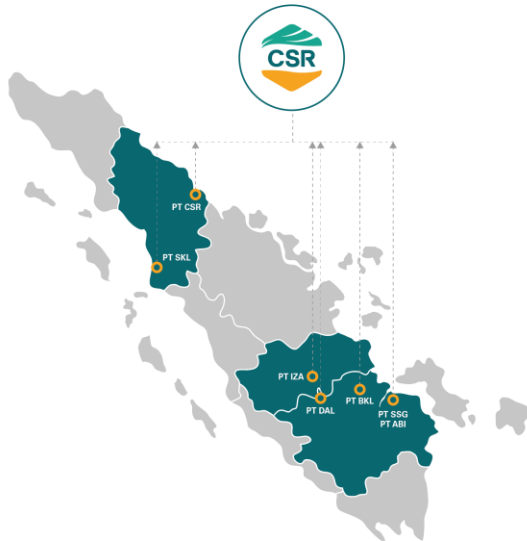 CSR
PT CSR
PT SKL
PT IZA
PT DAL
PT BKL
PT SSG
PT ABI